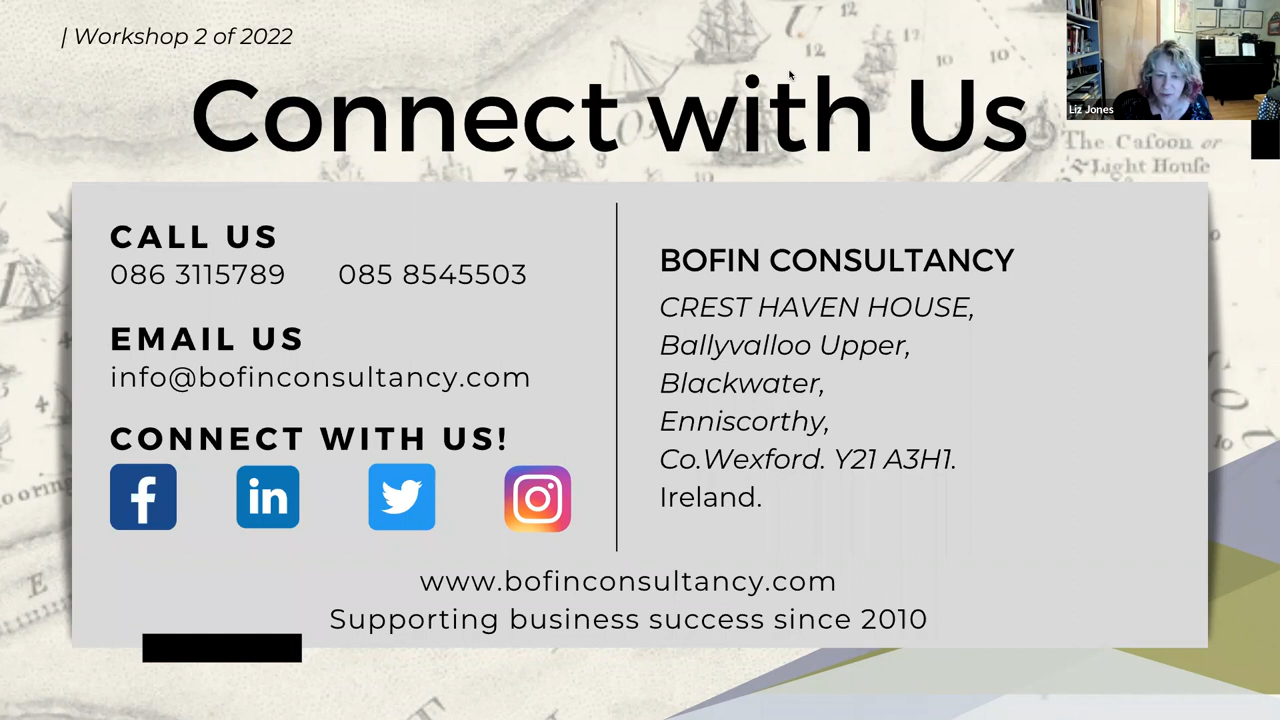 | Workshop 2 of 2022
Connect with Us
Liz Jones
The Cafoon or
Light Houfe
CALL US
086 3115789 085 8545503
EMAIL US
info@bofinconsultancy.com
CONNECT WITH US!
f
in
BOFIN CONSULTANCY
CREST HAVEN HOUSE,
Ballyvalloo Upper,
Blackwater,
Enniscorthy,
Co.Wexford. Y21 A3H1.
Ireland.
www.bofinconsultancy.com
Supporting business success since 2010